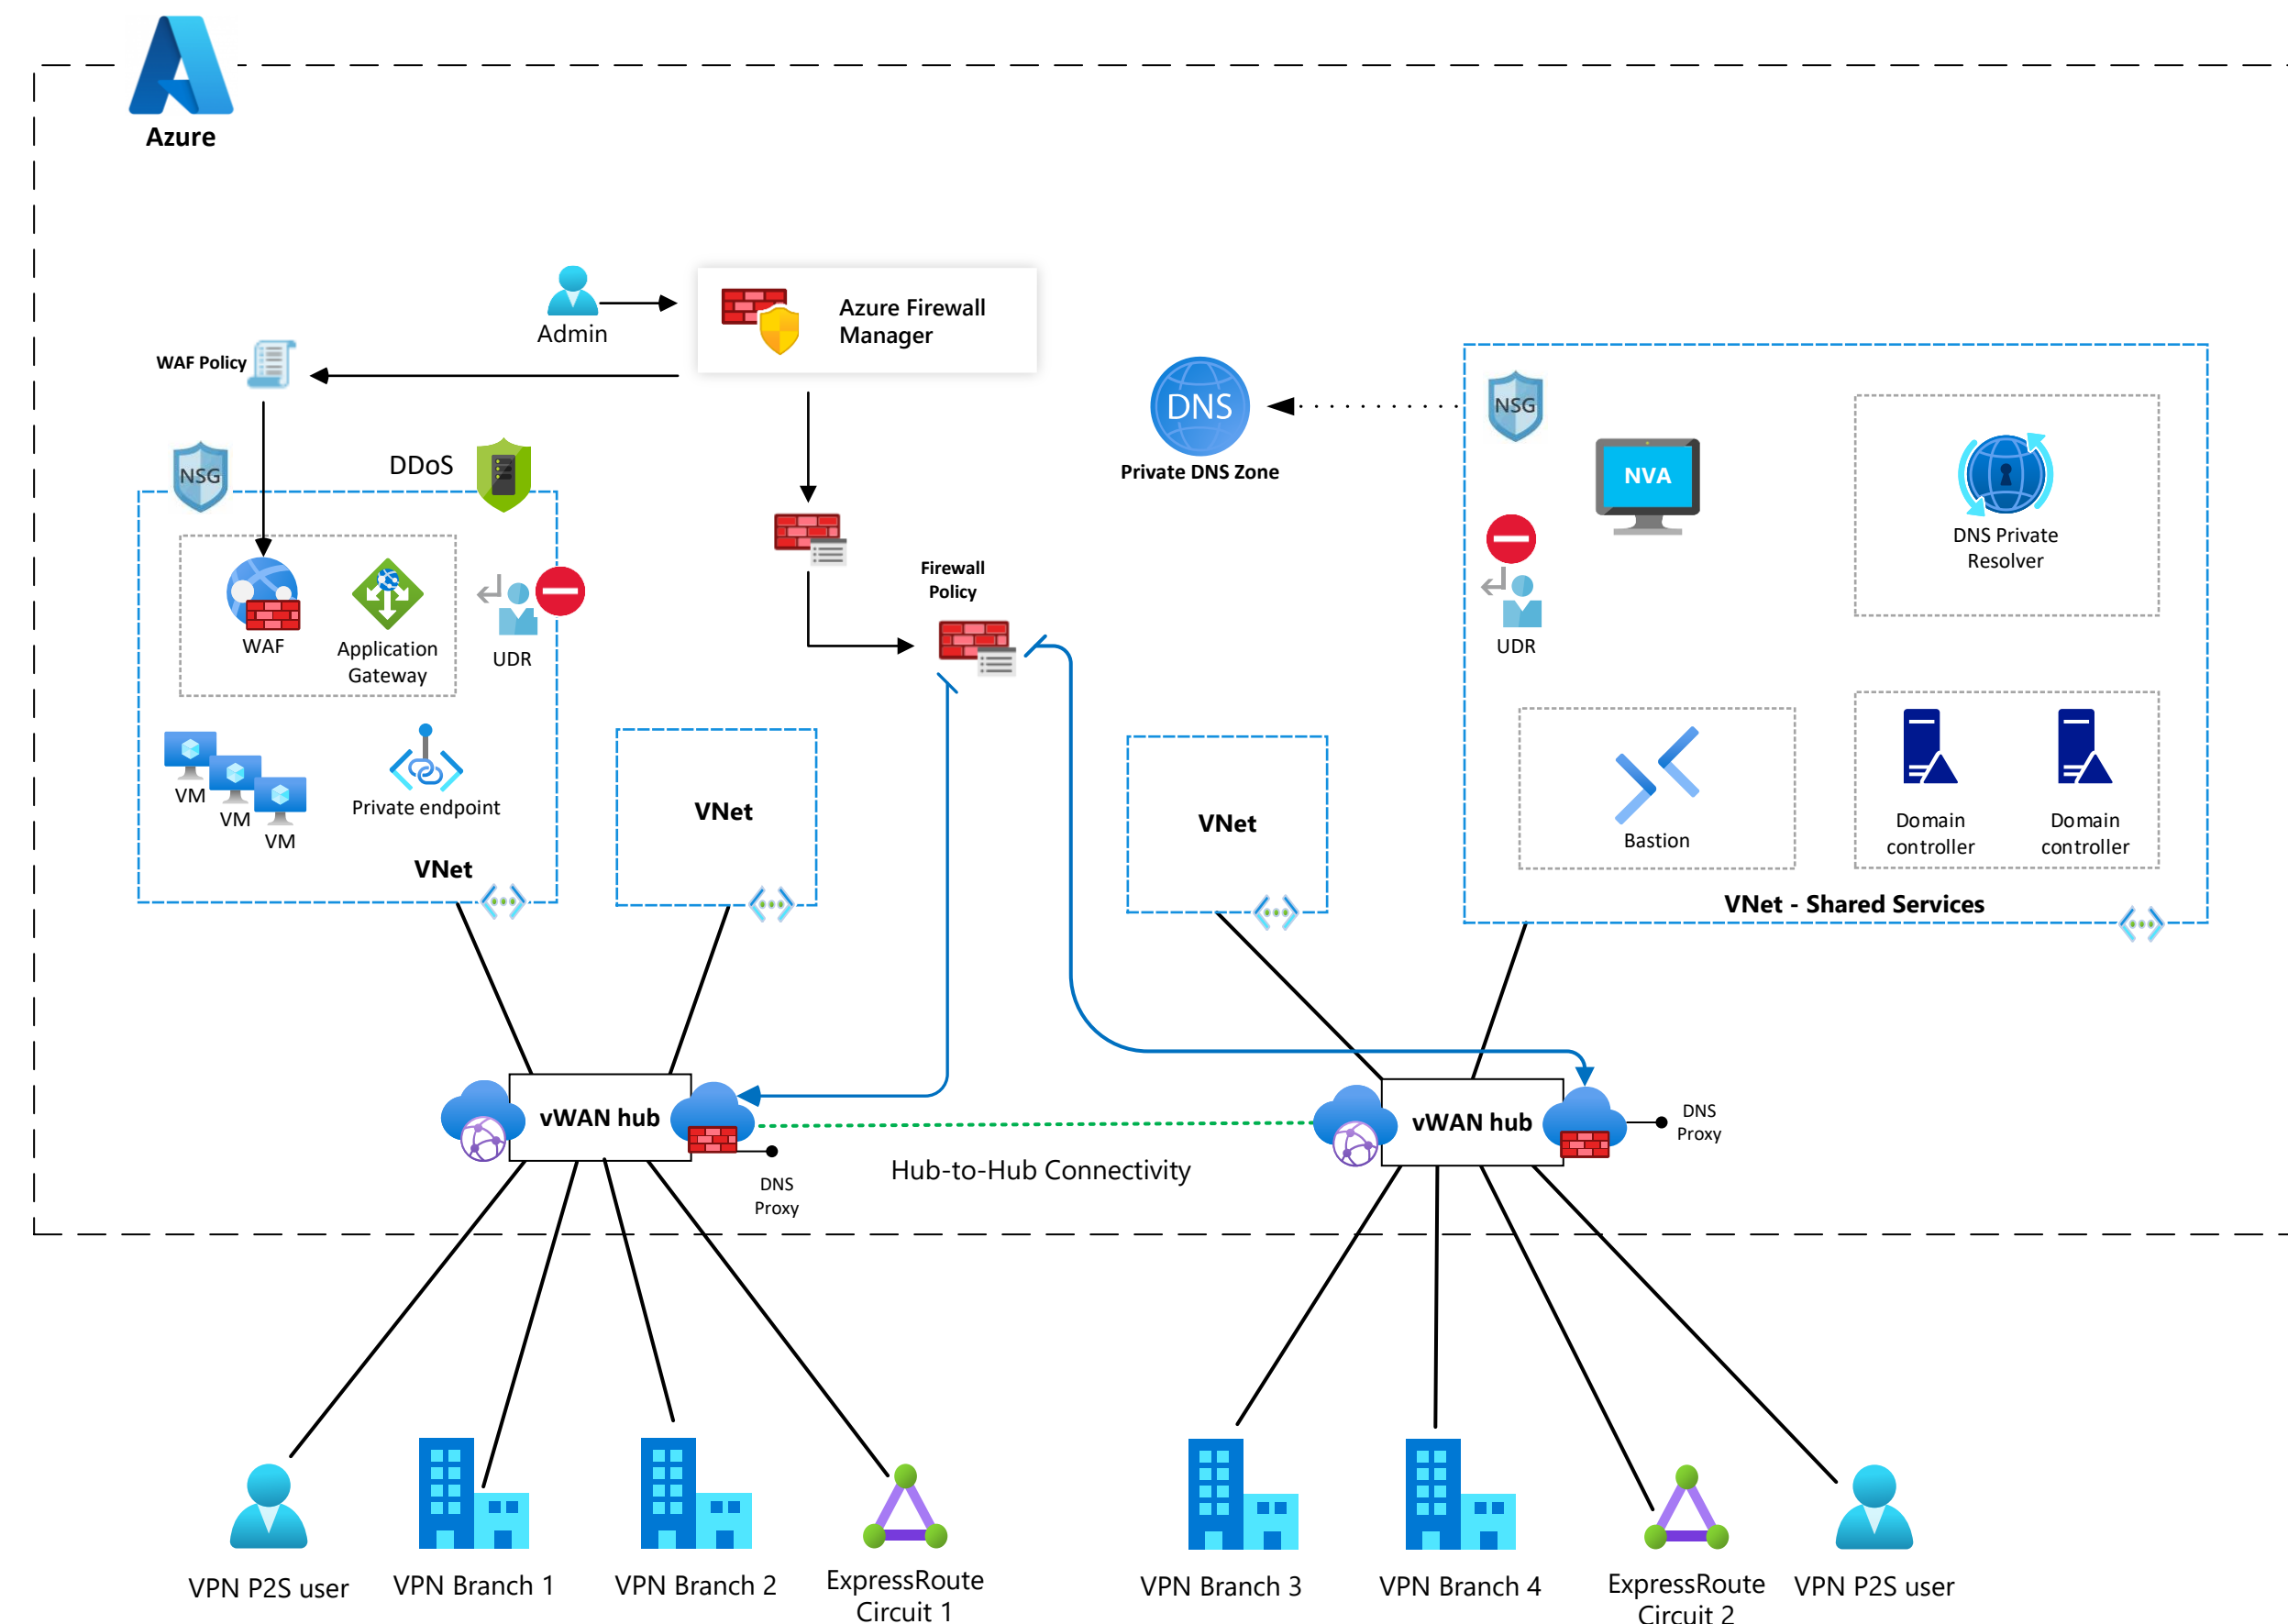 Azure
Admin
Azure Firewall
Manager
WAF Policy
DNS
Private DNS Zone
NSG
NVA
DNS Private
Resolver
NSG
DDoS
WAF
Application
Gateway
UDR
Firewall
Policy
UDR
VM
VM
VM
Private endpoint
VNet
VNet
VNet
Bastion
Domain
controller
Domain
controller
VNet - Shared Services
vWAN hub
DNS
Proxy
Hub-to-Hub Connectivity
vWAN hub
DNS
Proxy
VPN P2S user
VPN Branch 1
VPN Branch 2
ExpressRoute
Circuit 1
VPN Branch 3
VPN Branch 4
ExpressRoute
Circuit 2
VPN P2S user